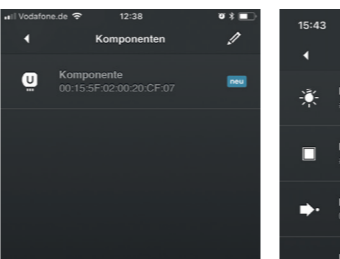 Vodafone.de 12:38
Komponenten
U
Komponente
00:15:5F:02:00:20:CF:07
neu
15:43